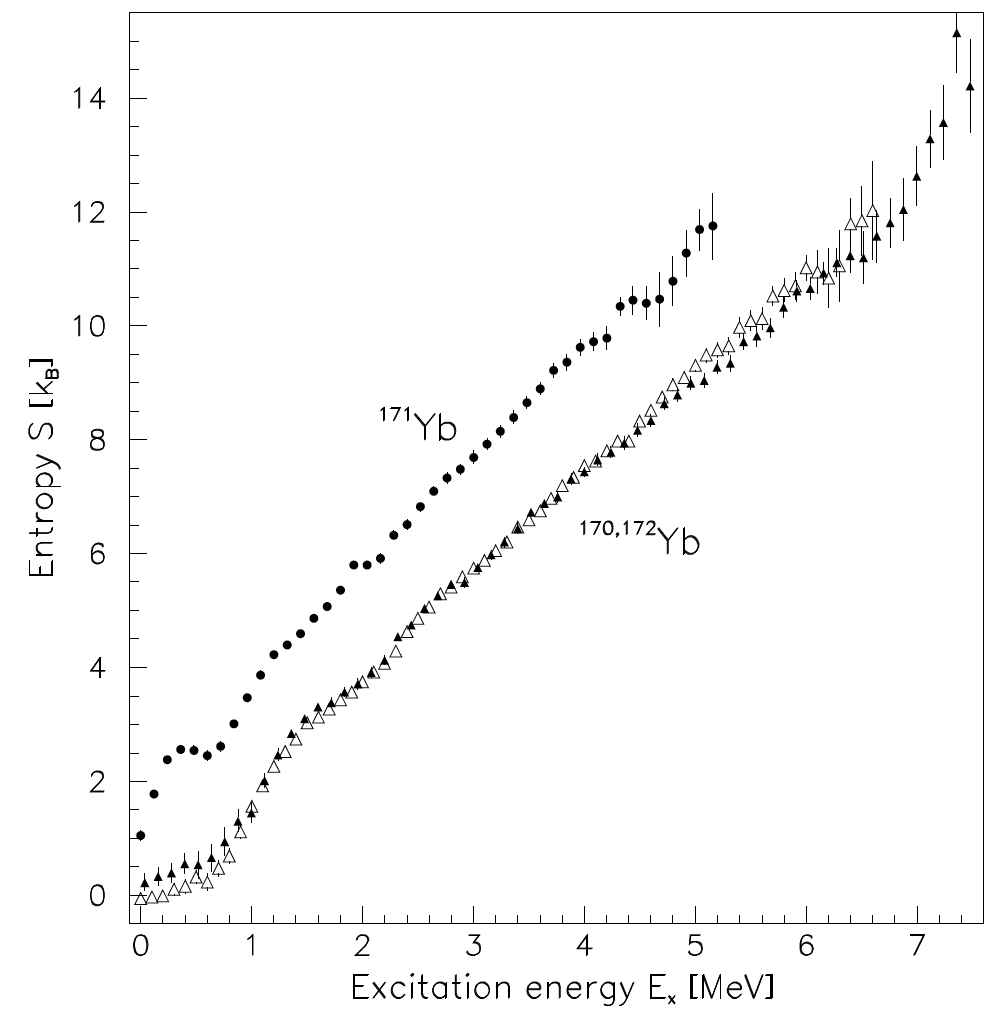 14
12
10
8
6
4
2
0
Entropy S [k_B]
¹⁷¹Yb
¹⁷⁰,¹⁷²Yb
0 1 2 3 4 5 6 7
Excitation energy E_x [MeV]